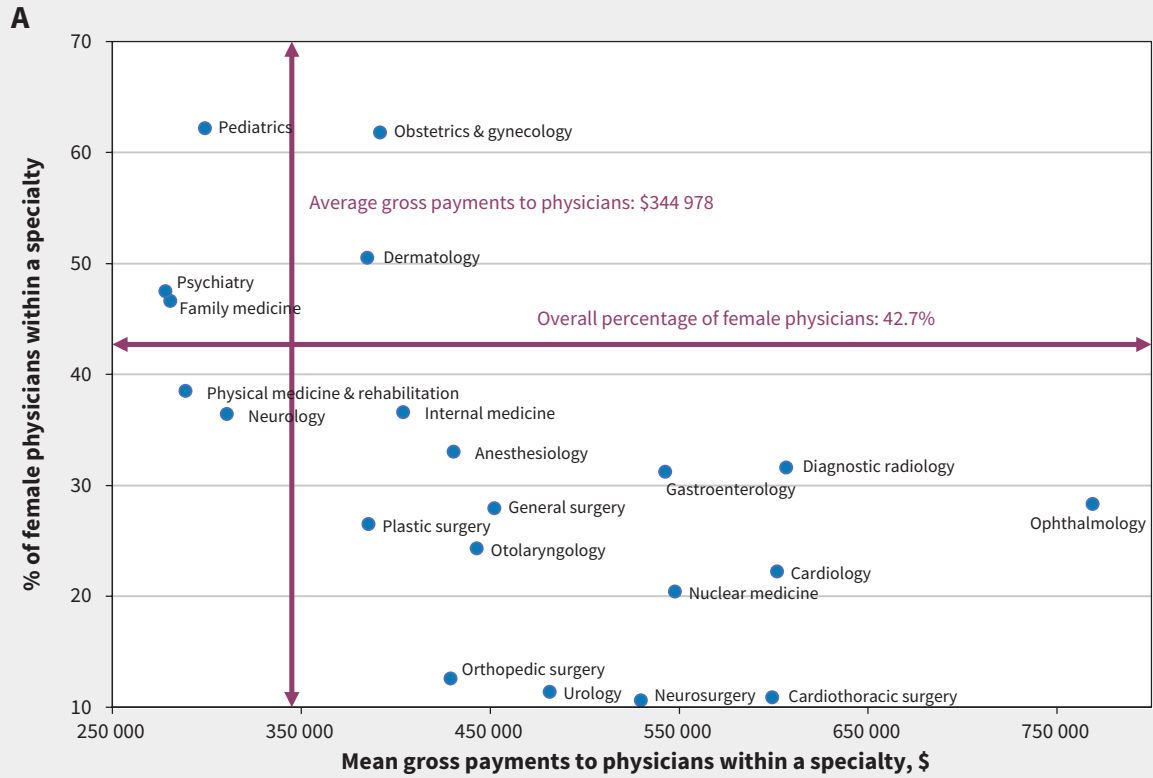 A
% of female physicians within a specialty
70
60
50
40
30
20
10
Pediatrics
Obstetrics & gynecology
Average gross payments to physicians: $344 978
Dermatology
Psychiatry
Family medicine
Overall percentage of female physicians: 42.7%
Physical medicine & rehabilitation
Neurology
Internal medicine
Anesthesiology
Diagnostic radiology
Gastroenterology
General surgery
Ophthalmology
Plastic surgery
Otolaryngology
Cardiology
Nuclear medicine
Orthopedic surgery
Urology
Neurosurgery
Cardiothoracic surgery
250 000
350 000
450 000
550 000
650 000
750 000
Mean gross payments to physicians within a specialty, $